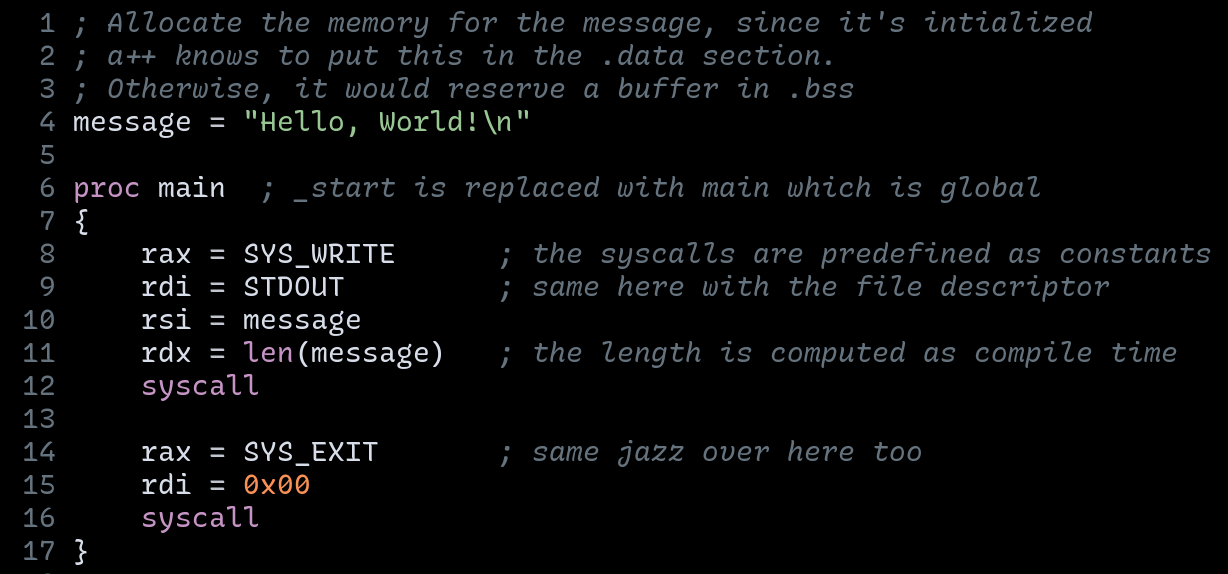 1 ; Allocate the memory for the message, since it's intialized
2 ; a++ knows to put this in the .data section.
3 ; Otherwise, it would reserve a buffer in .bss
4 message = "Hello, World!\n"
5
6 proc main  ; _start is replaced with main which is global
7 {
8     rax = SYS_WRITE      ; the syscalls are predefined as constants
9     rdi = STDOUT         ; same here with the file descriptor
10     rsi = message
11     rdx = len(message)   ; the length is computed as compile time
12     syscall
13
14     rax = SYS_EXIT       ; same jazz over here too
15     rdi = 0x00
16     syscall
17 }